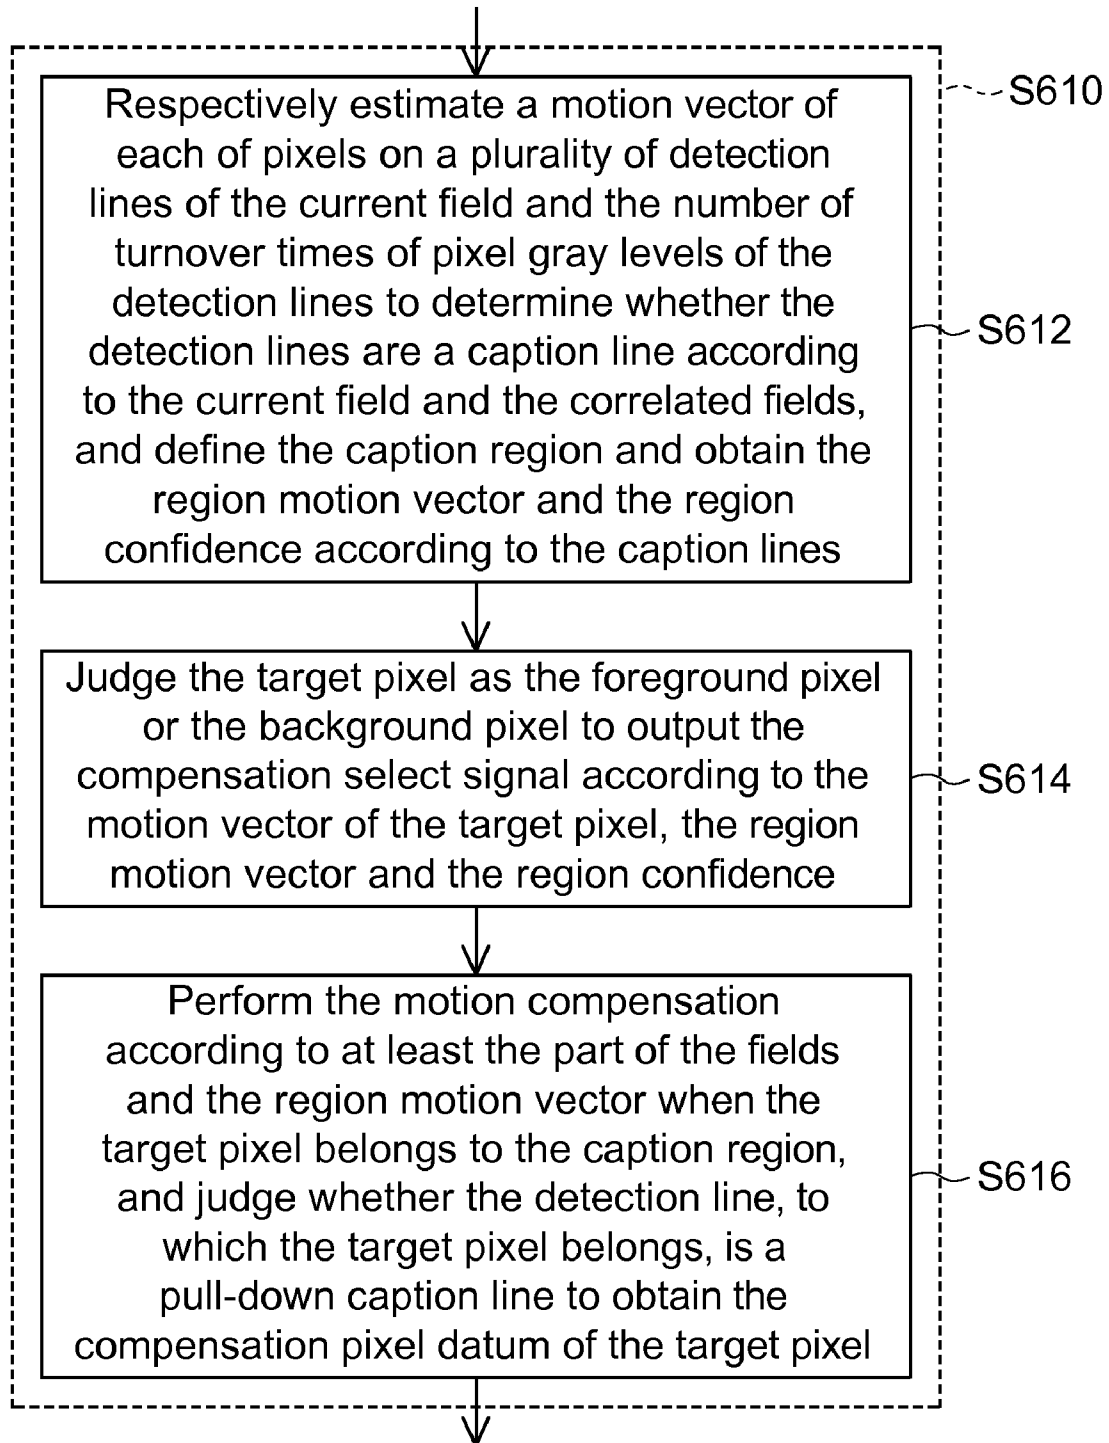 S610
Respectively estimate a motion vector of
each of pixels on a plurality of detection
lines of the current field and the number of
turnover times of pixel gray levels of the
detection lines to determine whether the
detection lines are a caption line according
to the current field and the correlated fields,
and define the caption region and obtain the
region motion vector and the region
confidence according to the caption lines
S612
Judge the target pixel as the foreground pixel
or the background pixel to output the
compensation select signal according to the
motion vector of the target pixel, the region
motion vector and the region confidence
S614
Perform the motion compensation
according to at least the part of the fields
and the region motion vector when the
target pixel belongs to the caption region,
and judge whether the detection line, to
which the target pixel belongs, is a
pull-down caption line to obtain the
compensation pixel datum of the target pixel
S616